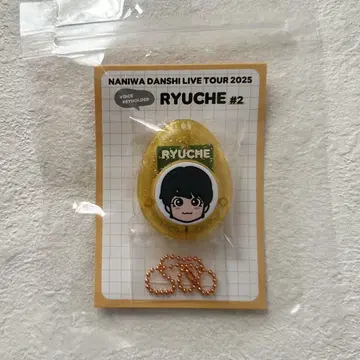 NANIWA DANSHI LIVE TOUR 2025
VOICE
KEYHOLDER
RYUCHE #2
RYUCHE